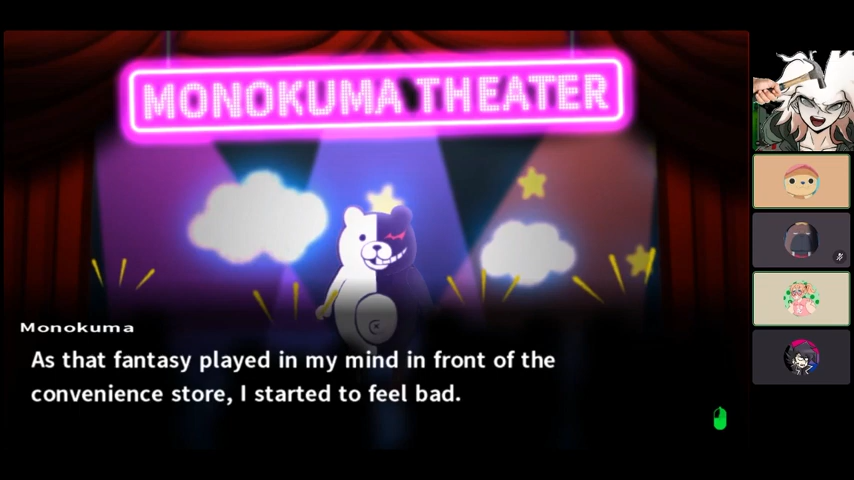 MONOKUMA THEATER
Monokuma
As that fantasy played in my mind in front of the
convenience store, I started to feel bad.